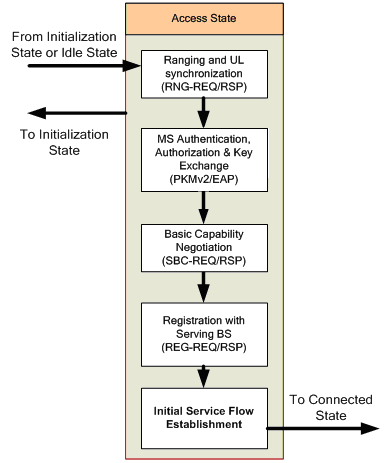 Access State
From Initialization
State or Idle State
Ranging and UL
synchronization
(RNG-REQ/RSP)
To Initialization
State
MS Authentication,
Authorization & Key
Exchange
(PKMv2/EAP)
Basic Capability
Negotiation
(SBC-REQ/RSP)
Registration with
Serving BS
(REG-REQ/RSP)
Initial Service Flow
Establishment
To Connected
State